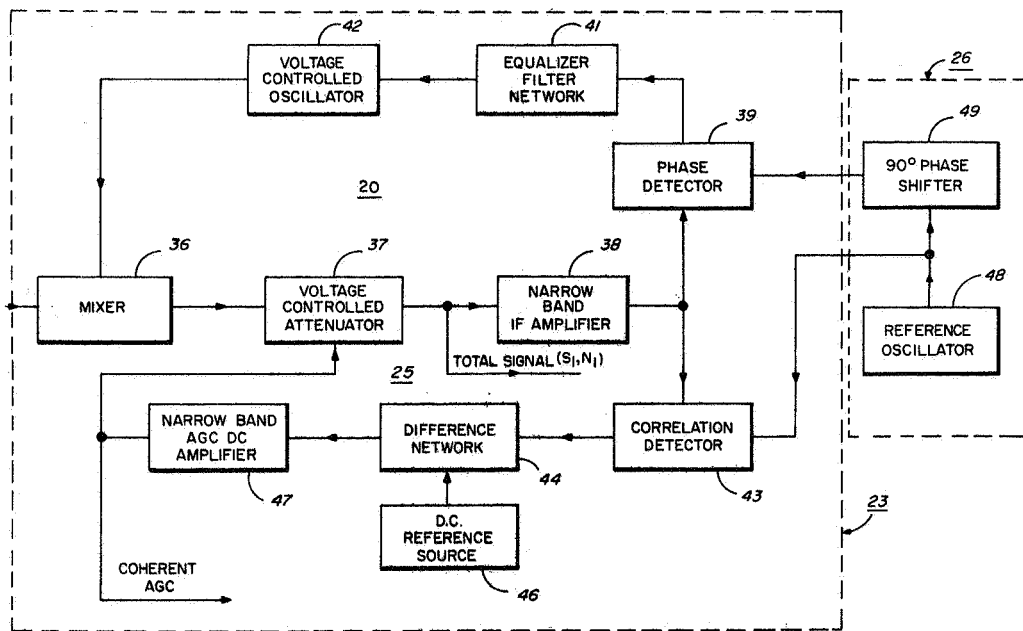 42
VOLTAGE
CONTROLLED
OSCILLATOR
41
EQUALIZER
FILTER
NETWORK
26
39
PHASE
DETECTOR
49
90° PHASE
SHIFTER
20
36
MIXER
37
VOLTAGE
CONTROLLED
ATTENUATOR
38
NARROW
BAND
IF AMPLIFIER
48
REFERENCE
OSCILLATOR
TOTAL SIGNAL (S1,N1)
25
NARROW BAND
AGC DC
AMPLIFIER
47
DIFFERENCE
NETWORK
44
CORRELATION
DETECTOR
43
23
D.C.
REFERENCE
SOURCE
46
COHERENT
AGC